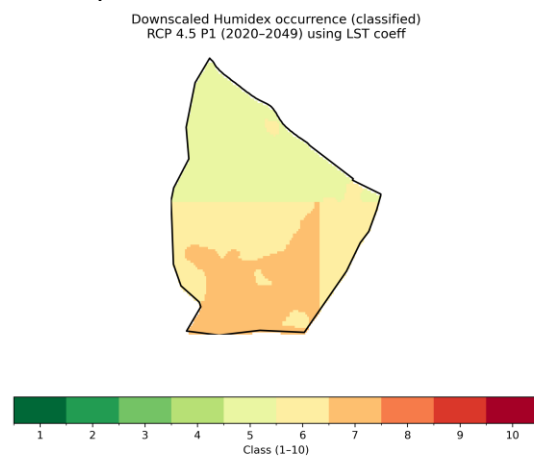 Downscaled Humidex occurrence (classified)
RCP 4.5 P1 (2020–2049) using LST coeff
1 2 3 4 5 6 7 8 9 10
Class (1–10)